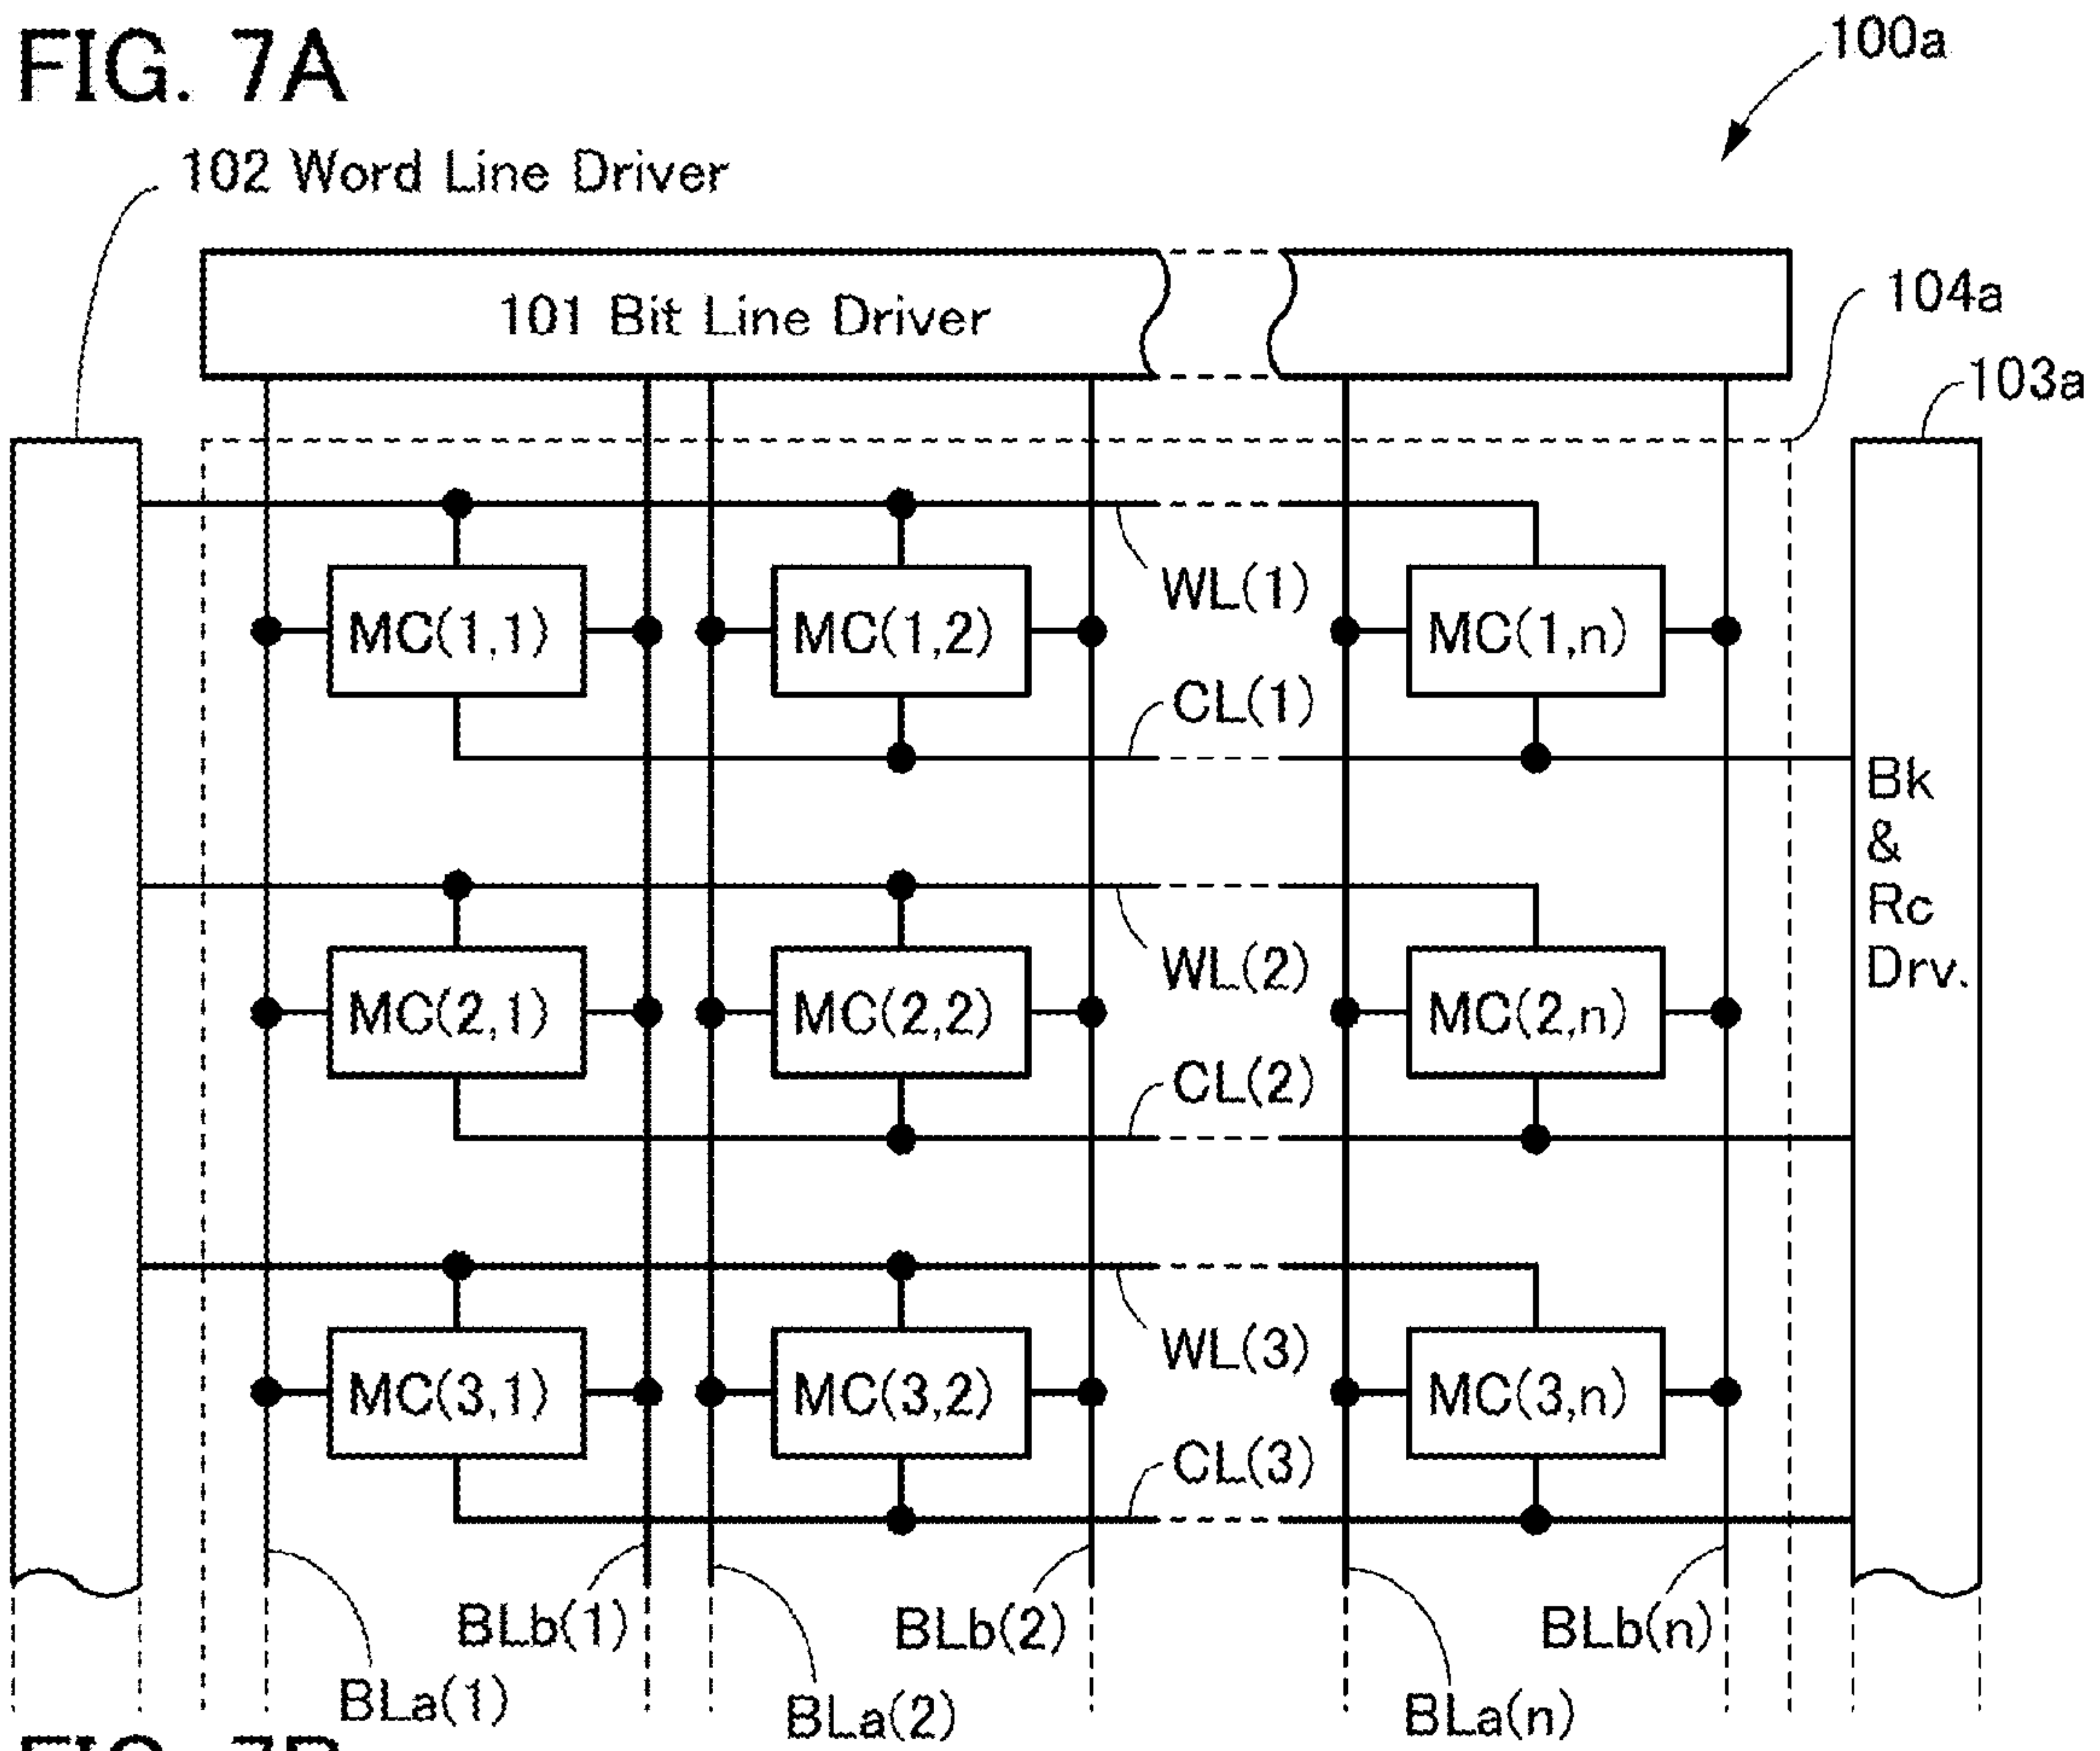 FIG. 7A
100a
102 Word Line Driver
101 Bit Line Driver
104a
103a
WL(1)
MC(1,1)
MC(1,2)
MC(1,n)
CL(1)
Bk
&
Rc
Drv.
WL(2)
MC(2,1)
MC(2,2)
MC(2,n)
CL(2)
WL(3)
MC(3,1)
MC(3,2)
MC(3,n)
CL(3)
BLb(1)
BLb(2)
BLb(n)
BLa(1)
BLa(2)
BLa(n)